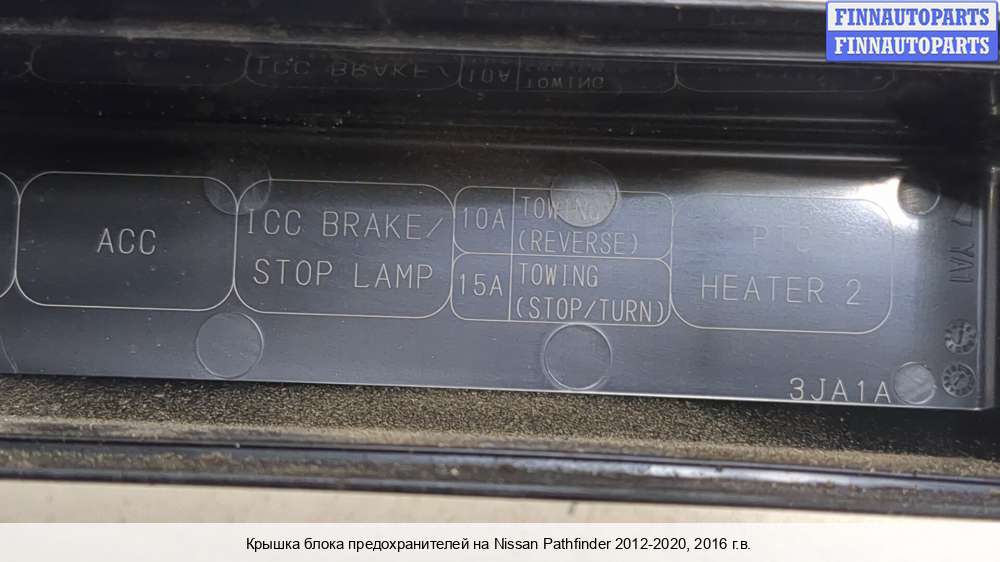 FINNAUTOPARTS
FINNAUTOPARTS
ICC BRAKE/
10A
TOWING
ACC
ICC BRAKE/
STOP LAMP
10A
TOWING
(REVERSE)
15A
TOWING
(STOP/TURN)
PTC
HEATER 2
3JA1A
Крышка блока предохранителей на Nissan Pathfinder 2012-2020, 2016 г.в.